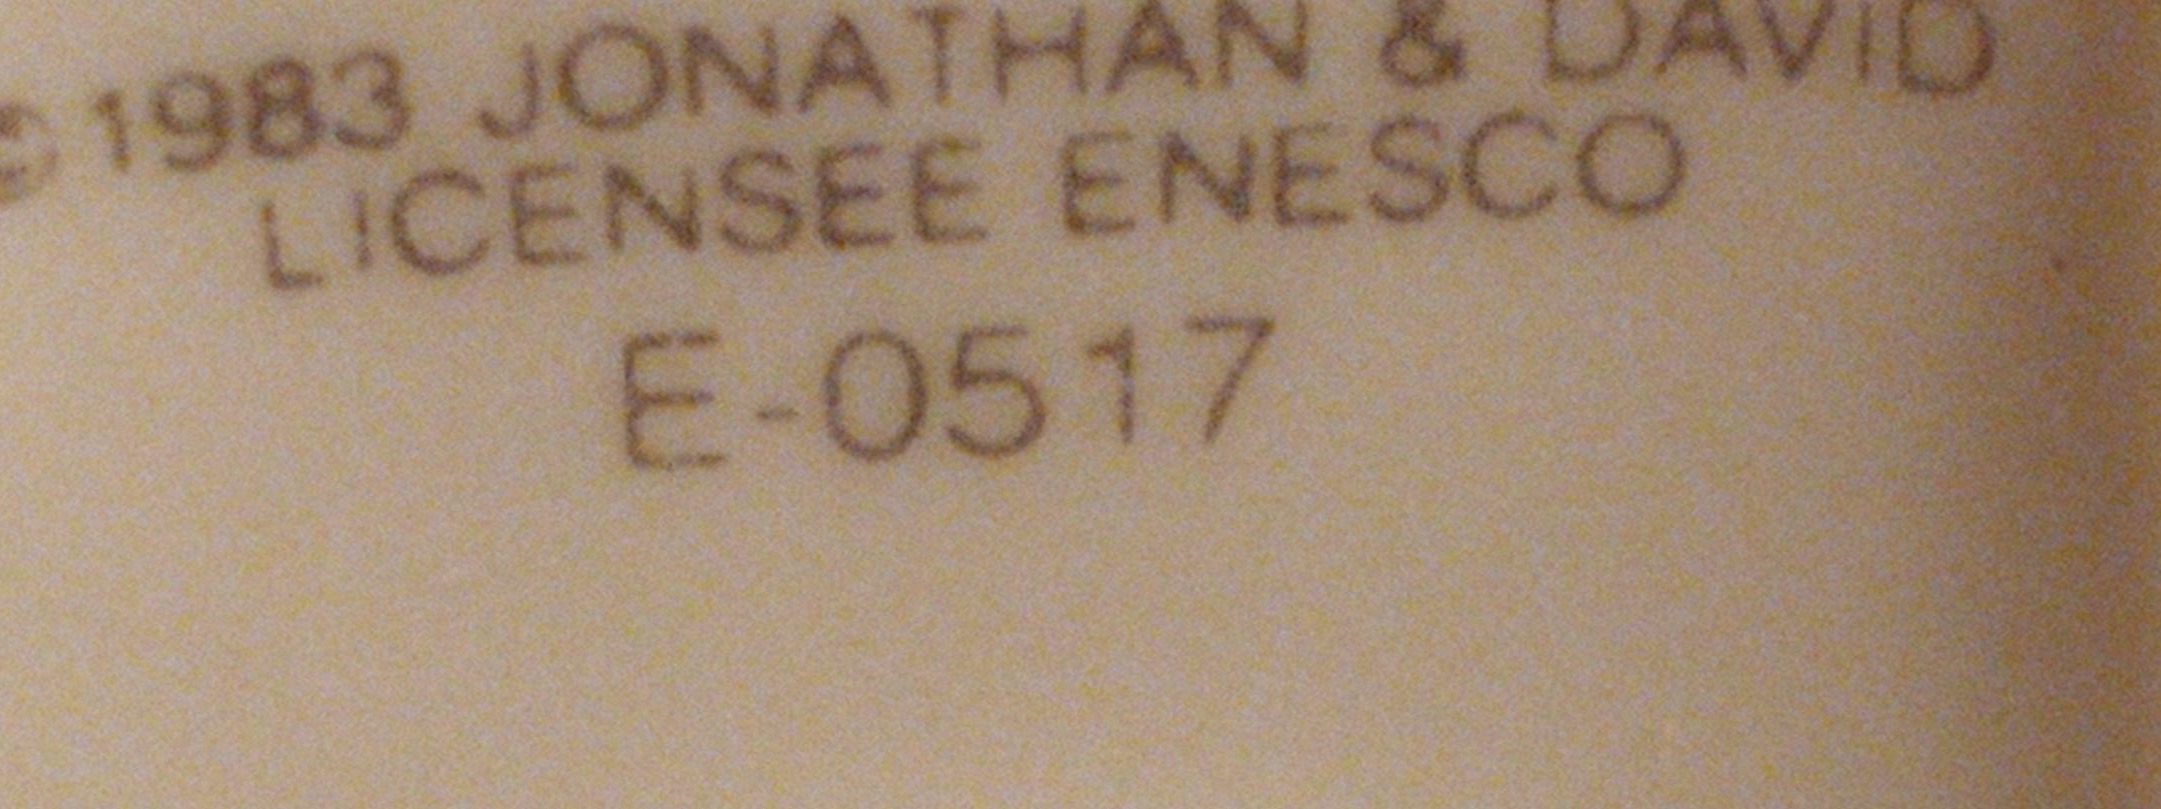 ©1983 JONATHAN & DAVID
LICENSEE ENESCO
E-0517